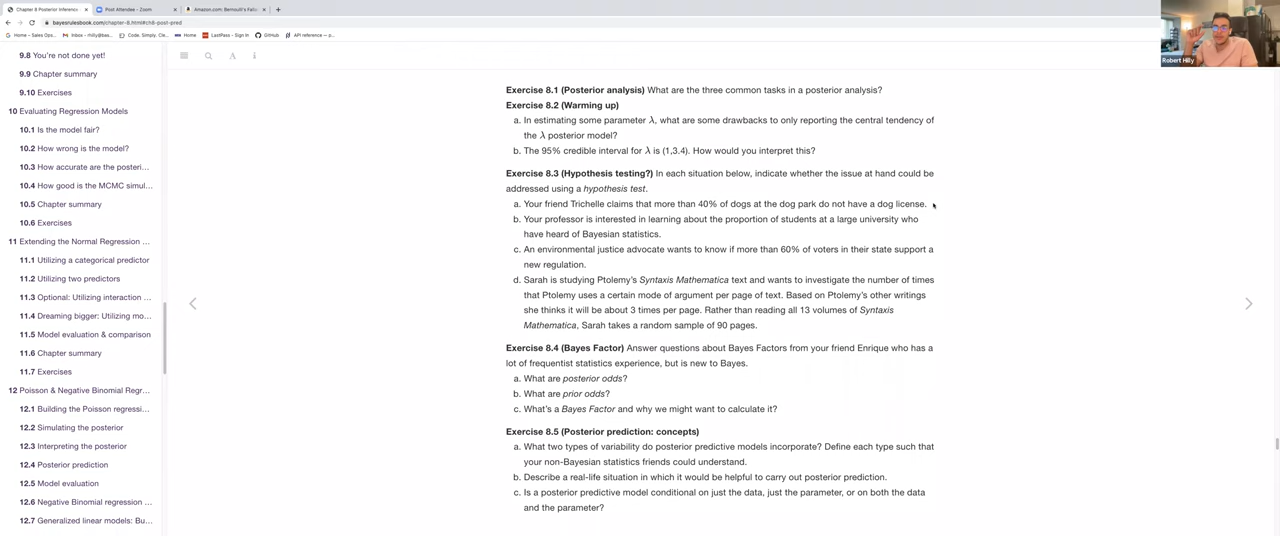 Chapter 8 Posterior Inference
Post Attendee - Zoom
Amazon.com: Bernoulli's Falla
bayesrulesbook.com/chapter-8.html#ch8-post-pred
Home – Sales Ops...
Inbox - rhilly@bas...
Code, Simply, Cle...
Home
LastPass – Sign In
GitHub
API reference — p...
Robert Hilly
9.8 You're not done yet!
9.9 Chapter summary
9.10 Exercises
10 Evaluating Regression Models
10.1 Is the model fair?
10.2 How wrong is the model?
10.3 How accurate are the posteri...
10.4 How good is the MCMC simul...
10.5 Chapter summary
10.6 Exercises
11 Extending the Normal Regression ...
11.1 Utilizing a categorical predictor
11.2 Utilizing two predictors
11.3 Optional: Utilizing interaction ...
11.4 Dreaming bigger: Utilizing mo...
11.5 Model evaluation & comparison
11.6 Chapter summary
11.7 Exercises
12 Poisson & Negative Binomial Regr...
12.1 Building the Poisson regressi...
12.2 Simulating the posterior
12.3 Interpreting the posterior
12.4 Posterior prediction
12.5 Model evaluation
12.6 Negative Binomial regression ...
12.7 Generalized linear models: Bu...
Exercise 8.1 (Posterior analysis) What are the three common tasks in a posterior analysis?
Exercise 8.2 (Warming up)
a. In estimating some parameter λ, what are some drawbacks to only reporting the central tendency of
the λ posterior model?
b. The 95% credible interval for λ is (1,3.4). How would you interpret this?
Exercise 8.3 (Hypothesis testing?) In each situation below, indicate whether the issue at hand could be
addressed using a hypothesis test.
a. Your friend Trichelle claims that more than 40% of dogs at the dog park do not have a dog license.
b. Your professor is interested in learning about the proportion of students at a large university who
have heard of Bayesian statistics.
c. An environmental justice advocate wants to know if more than 60% of voters in their state support a
new regulation.
d. Sarah is studying Ptolemy's Syntaxis Mathematica text and wants to investigate the number of times
that Ptolemy uses a certain mode of argument per page of text. Based on Ptolemy's other writings
she thinks it will be about 3 times per page. Rather than reading all 13 volumes of Syntaxis
Mathematica, Sarah takes a random sample of 90 pages.
Exercise 8.4 (Bayes Factor) Answer questions about Bayes Factors from your friend Enrique who has a
lot of frequentist statistics experience, but is new to Bayes.
a. What are posterior odds?
b. What are prior odds?
c. What's a Bayes Factor and why we might want to calculate it?
Exercise 8.5 (Posterior prediction: concepts)
a. What two types of variability do posterior predictive models incorporate? Define each type such that
your non-Bayesian statistics friends could understand.
b. Describe a real-life situation in which it would be helpful to carry out posterior prediction.
c. Is a posterior predictive model conditional on just the data, just the parameter, or on both the data
and the parameter?